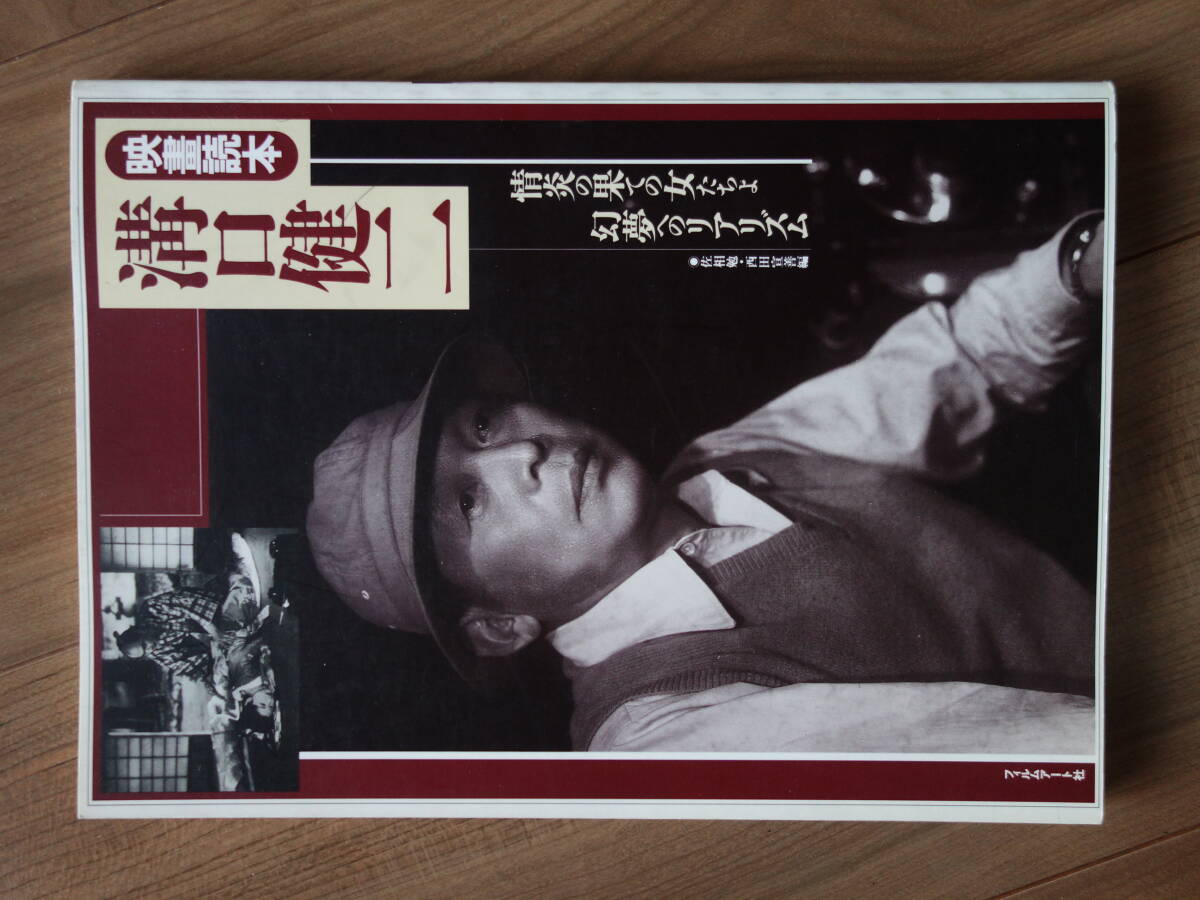 映畫読本
溝口健二
情炎の果ての女たちよ
幻夢へのリアリズム
●佐相勉・西田宣善編
フィルムアート社